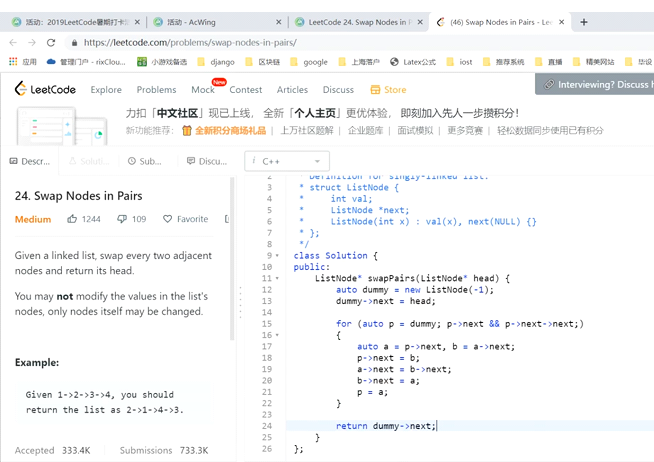 活动：2019LeetCode暑期打卡
活动 - AcWing
LeetCode 24. Swap Nodes in P
(46) Swap Nodes in Pairs - Lee
https://leetcode.com/problems/swap-nodes-in-pairs/
应用 管理门户 - rixClou... 小游戏备选 django 区块链 google 上海落户 Latex公式 iost 推荐系统 直播 精美网站 华设
LeetCode Explore Problems Mock New Contest Articles Discuss Store
Interviewing? Discuss h
力扣「中文社区」现已上线， 全新「个人主页」更优体验， 即刻加入先人一步攒积分！
新功能推荐： 全新积分商场礼品 | 上万社区题解 | 企业题库 | 面试模拟 | 更多竞赛 | 轻松数据同步使用已有积分
Descr... Soluti... Sub... Discu...
i C++
24. Swap Nodes in Pairs
Medium 1244 109 Favorite
Given a linked list, swap every two adjacent
nodes and return its head.
You may not modify the values in the list's
nodes, only nodes itself may be changed.
Example:
Given 1->2->3->4, you should
return the list as 2->1->4->3.
Accepted 333.4K Submissions 733.3K
2 Definition for singly-linked list.
3 * struct ListNode {
4 * int val;
5 * ListNode *next;
6 * ListNode(int x) : val(x), next(NULL) {}
7 * };
8 */
9 class Solution {
10 public:
11 ListNode* swapPairs(ListNode* head) {
12 auto dummy = new ListNode(-1);
13 dummy->next = head;
14
15 for (auto p = dummy; p->next && p->next->next;)
16 {
17 auto a = p->next, b = a->next;
18 p->next = b;
19 a->next = b->next;
20 b->next = a;
21 p = a;
22 }
23
24 return dummy->next;
25 }
26 };